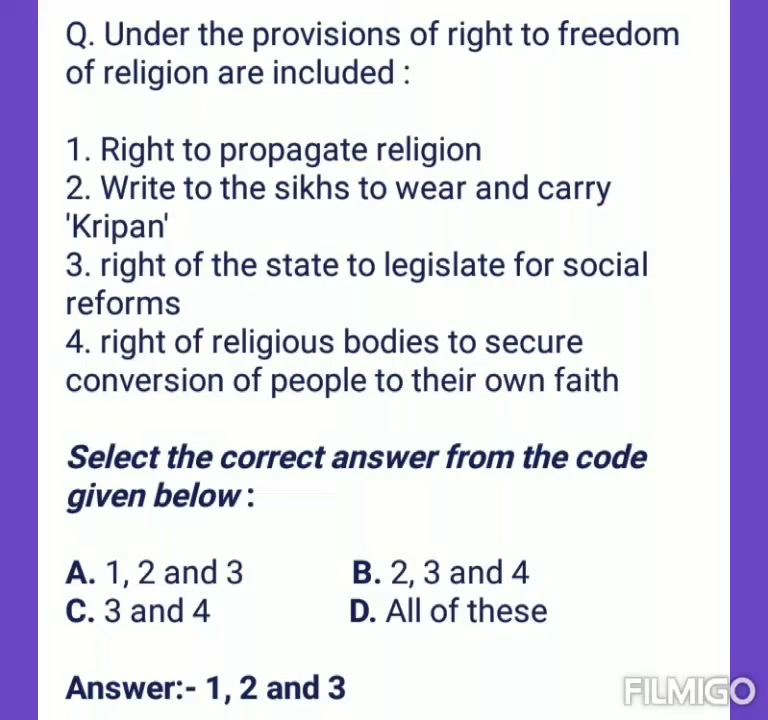 Q. Under the provisions of right to freedom
of religion are included :
1. Right to propagate religion
2. Write to the sikhs to wear and carry
'Kripan'
3. right of the state to legislate for social
reforms
4. right of religious bodies to secure
conversion of people to their own faith
Select the correct answer from the code
given below :
A. 1, 2 and 3 B. 2, 3 and 4
C. 3 and 4 D. All of these
Answer:- 1, 2 and 3
FILMIGO